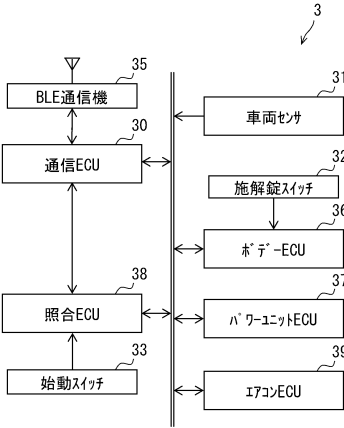 3
35
BLE通信機
30
通信ECU
38
照合ECU
33
始動スイッチ
31
車両センサ
32
施解錠スイッチ
36
ボデーECU
37
パワーユニットECU
39
エアコンECU